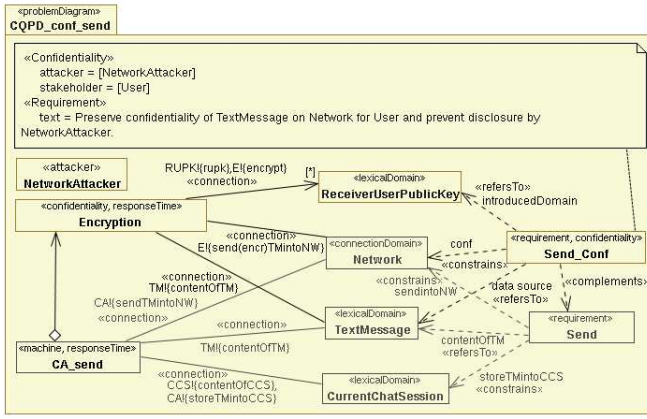 «problemDiagram»
CQPD_conf_send
«Confidentiality»
attacker = [NetworkAttacker]
stakeholder = [User]
«Requirement»
text = Preserve confidentiality of TextMessage on Network for User and prevent disclosure by
NetworkAttacker.
«attacker»
NetworkAttacker
RUPK!{rupk},E!{encrypt}
«connection»
[*]
«lexicalDomain»
ReceiverUserPublicKey
«refersTo»
introducedDomain
«confidentiality, responseTime»
Encryption
«connection»
E!{send(encr)TMintoNW}
«connectionDomain»
Network
conf
«constrains»
«requirement, confidentiality»
Send_Conf
«connection»
TM!{contentOfTM}
CA!{sendTMintoNW}
«connection»
«constrains»
sendintoNW
data source
«refersTo»
«complements»
«lexicalDomain»
TextMessage
«requirement»
Send
«connection»
TM!{contentOfTM}
contentOfTM
«refersTo»
«machine, responseTime»
CA_send
«connection»
CCS!{contentOfCCS},
CA!{storeTMintoCCS}
«lexicalDomain»
CurrentChatSession
storeTMintoCCS
«constrains»